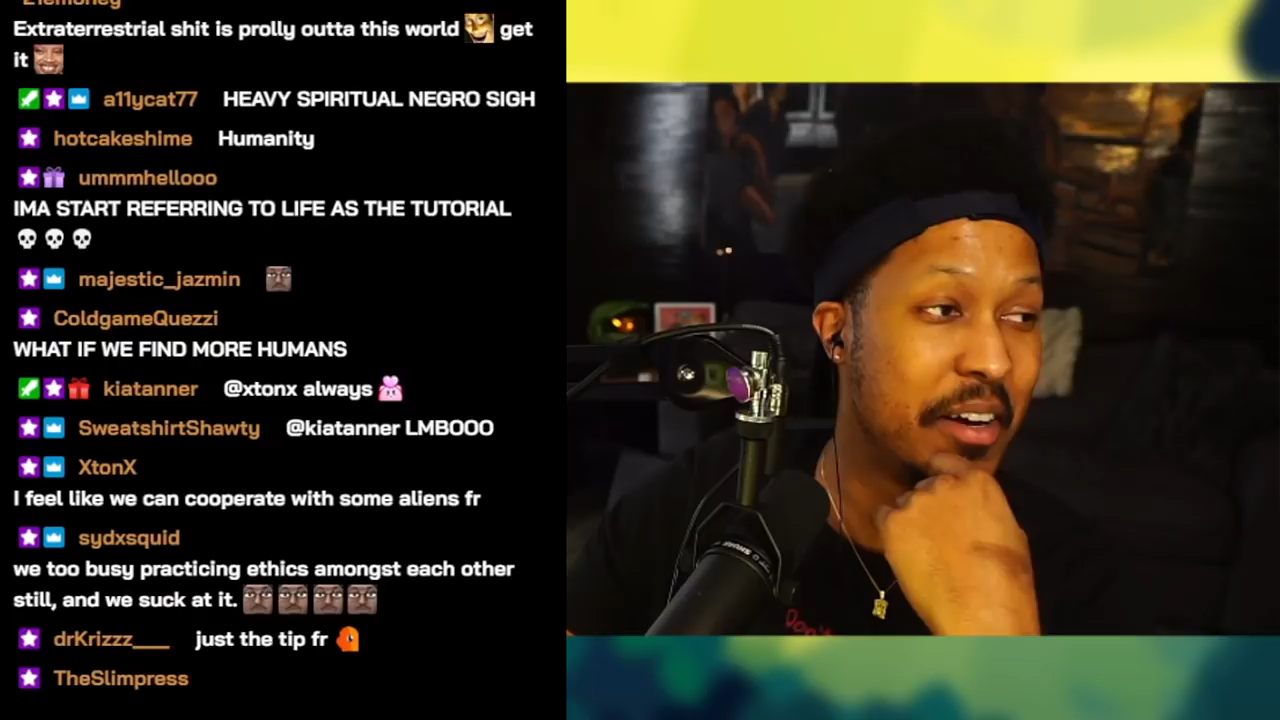 Extraterrestrial shit is prolly outta this world get
it
a11ycat77 HEAVY SPIRITUAL NEGRO SIGH
hotcakeshime Humanity
ummmhellooo
IMA START REFERRING TO LIFE AS THE TUTORIAL
💀 💀 💀
majestic_jazmin
ColdgameQuezzi
WHAT IF WE FIND MORE HUMANS
kiatanner @xtonx always
SweatshirtShawty @kiatanner LMBOOO
XtonX
I feel like we can cooperate with some aliens fr
sydxsquid
we too busy practicing ethics amongst each other
still, and we suck at it.
drKrizzz___ just the tip fr
TheSlimpress